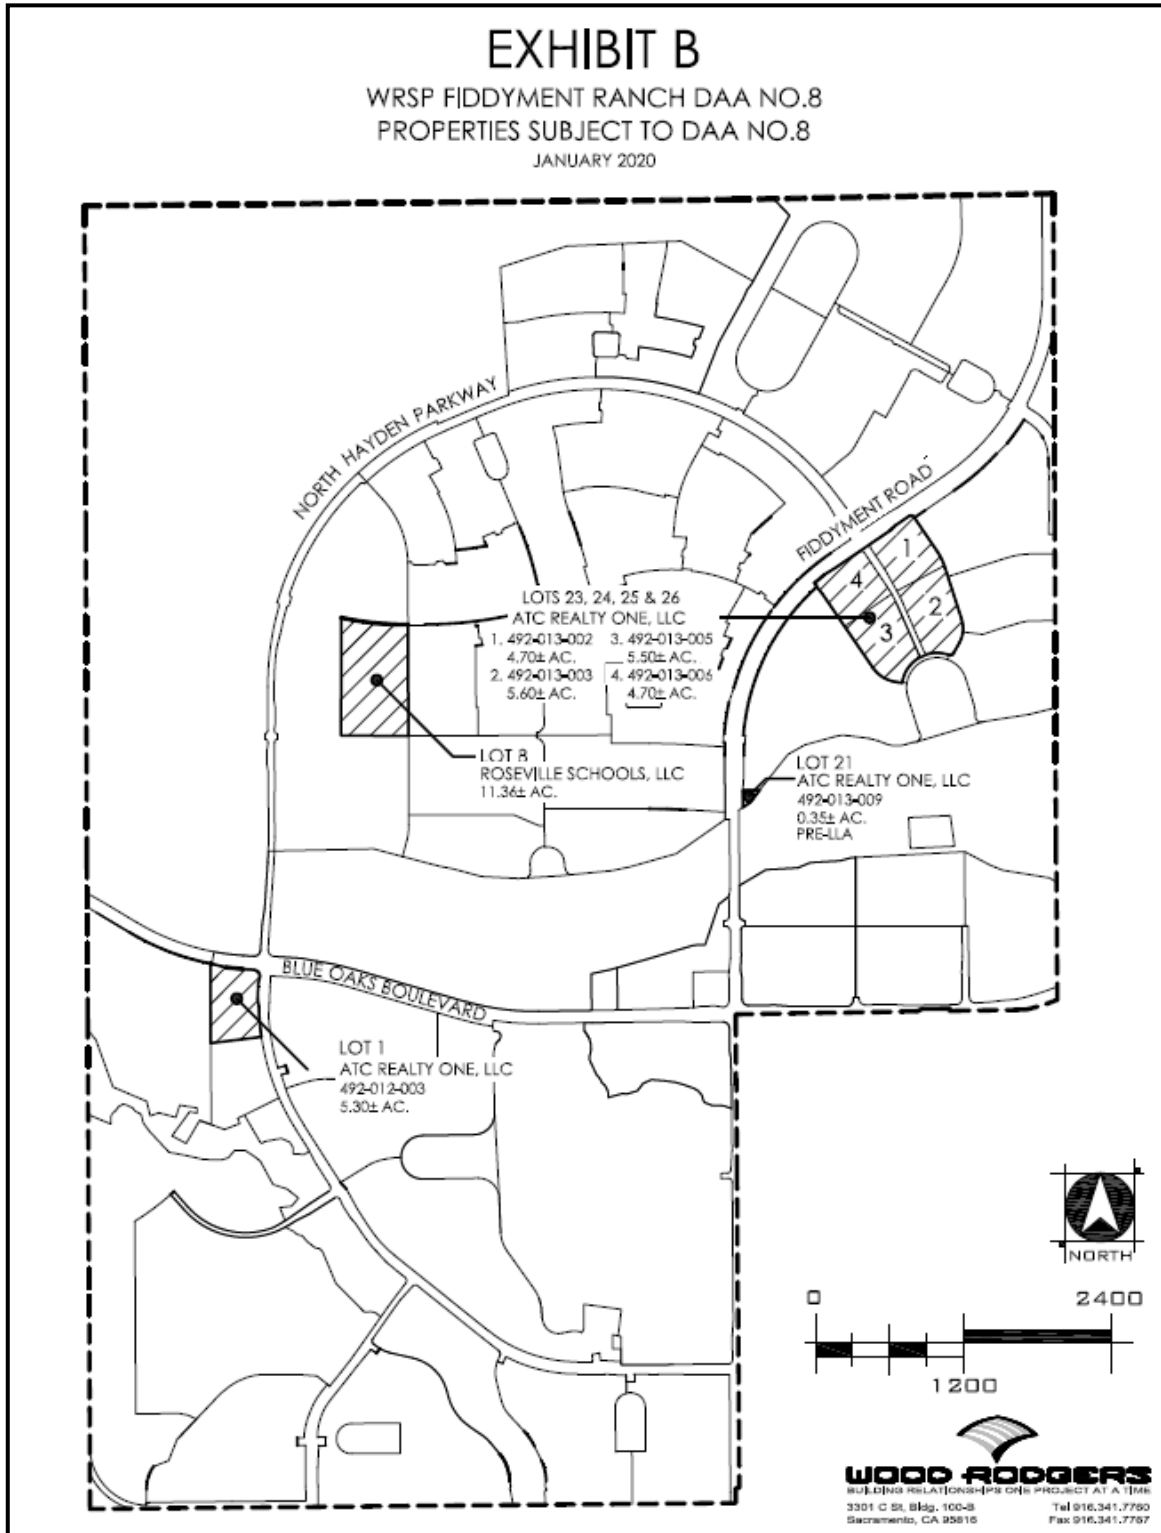 EXHIBIT B
WRSP FIDDYMENT RANCH DAA NO.8
PROPERTIES SUBJECT TO DAA NO.8
JANUARY 2020
NORTH HAYDEN PARKWAY
FIDDYMENT ROAD
1
4
2
3
LOTS 23, 24, 25 & 26
ATC REALTY ONE, LLC
1. 492-013-002 3. 492-013-005
4.70± AC. 5.50± AC.
2. 492-013-003 4. 492-013-006
5.60± AC. 4.70± AC.
LOT 8
ROSEVILLE SCHOOLS, LLC
11.36± AC.
LOT 21
ATC REALTY ONE, LLC
492-013-009
0.35± AC.
PRE-LLA
BLUE OAKS BOULEVARD
LOT 1
ATC REALTY ONE, LLC
492-012-003
5.30± AC.
NORTH
0 2400
1200
WOOD RODGERS
BUILDING RELATIONSHIPS ONE PROJECT AT A TIME
3301 C St, Bldg. 100-B Tel 916.341.7760
Sacramento, CA 95816 Fax 916.341.7767